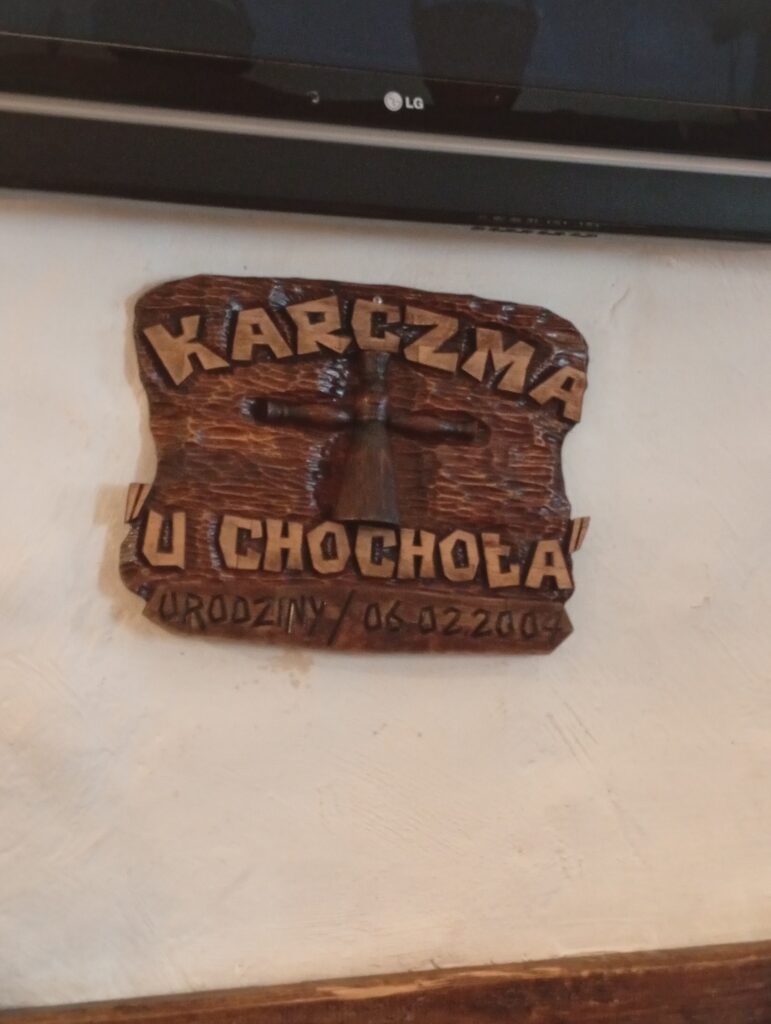 LG
KARCZMA
"U CHOCHOŁA"
URODZINY/06.02.2004